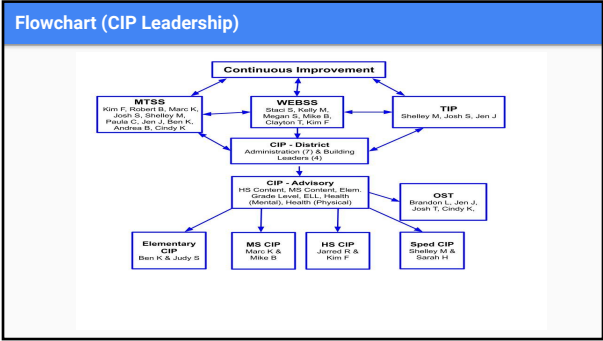 Flowchart (CIP Leadership)
Continuous Improvement
MTSS
Kim F, Robert B, Marc K,
Josh S, Shelley M,
Paula C, Jen J, Ben K,
Andrea B, Cindy K
WEBSS
Staci S, Kelly M,
Megan S, Mike B,
Clayton T, Kim F
TIP
Shelley M, Josh S, Jen J
CIP - District
Administration (7) & Building
Leaders (4)
CIP - Advisory
HS Content, MS Content, Elem.
Grade Level, ELL, Health
(Mental), Health (Physical)
OST
Brandon L, Jen J,
Josh T, Cindy K,
Elementary
CIP
Ben K & Judy S
MS CIP
Marc K &
Mike B
HS CIP
Jarred R &
Kim F
Sped CIP
Shelley M &
Sarah H